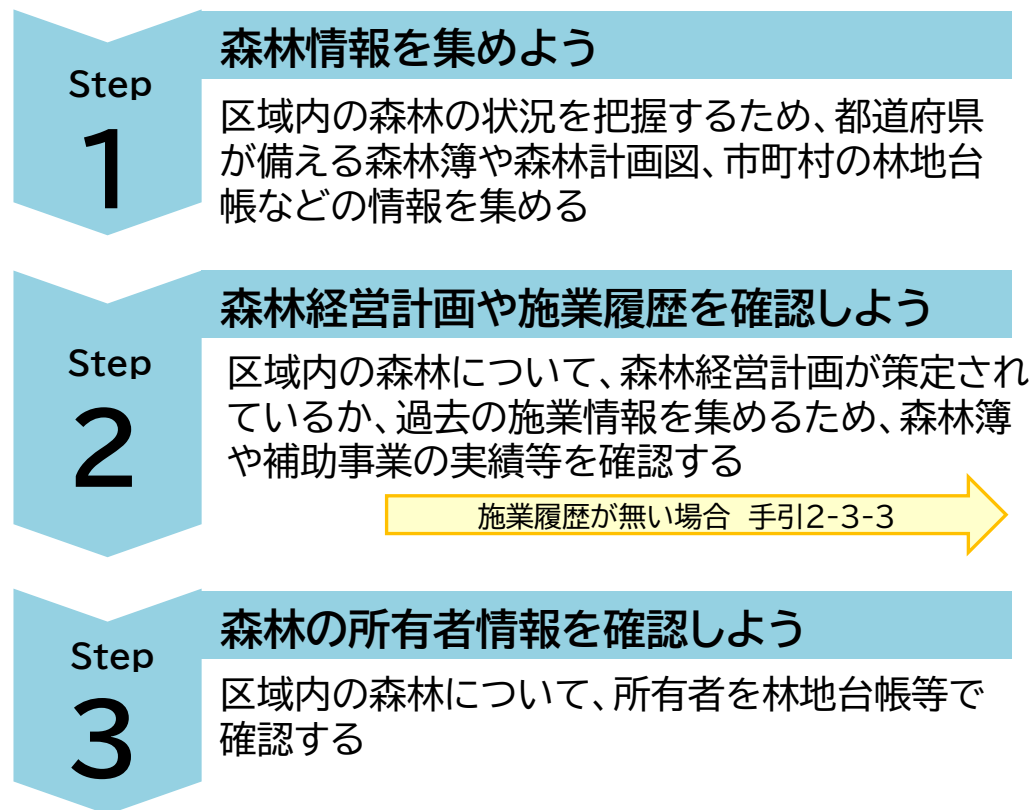 Step
1
森林情報を集めよう
区域内の森林の状況を把握するため、都道府県
が備える森林簿や森林計画図、市町村の林地台
帳などの情報を集める
Step
2
森林経営計画や施業履歴を確認しよう
区域内の森林について、森林経営計画が策定され
ているか、過去の施業情報を集めるため、森林簿
や補助事業の実績等を確認する
施業履歴が無い場合 手引2-3-3
Step
3
森林の所有者情報を確認しよう
区域内の森林について、所有者を林地台帳等で
確認する